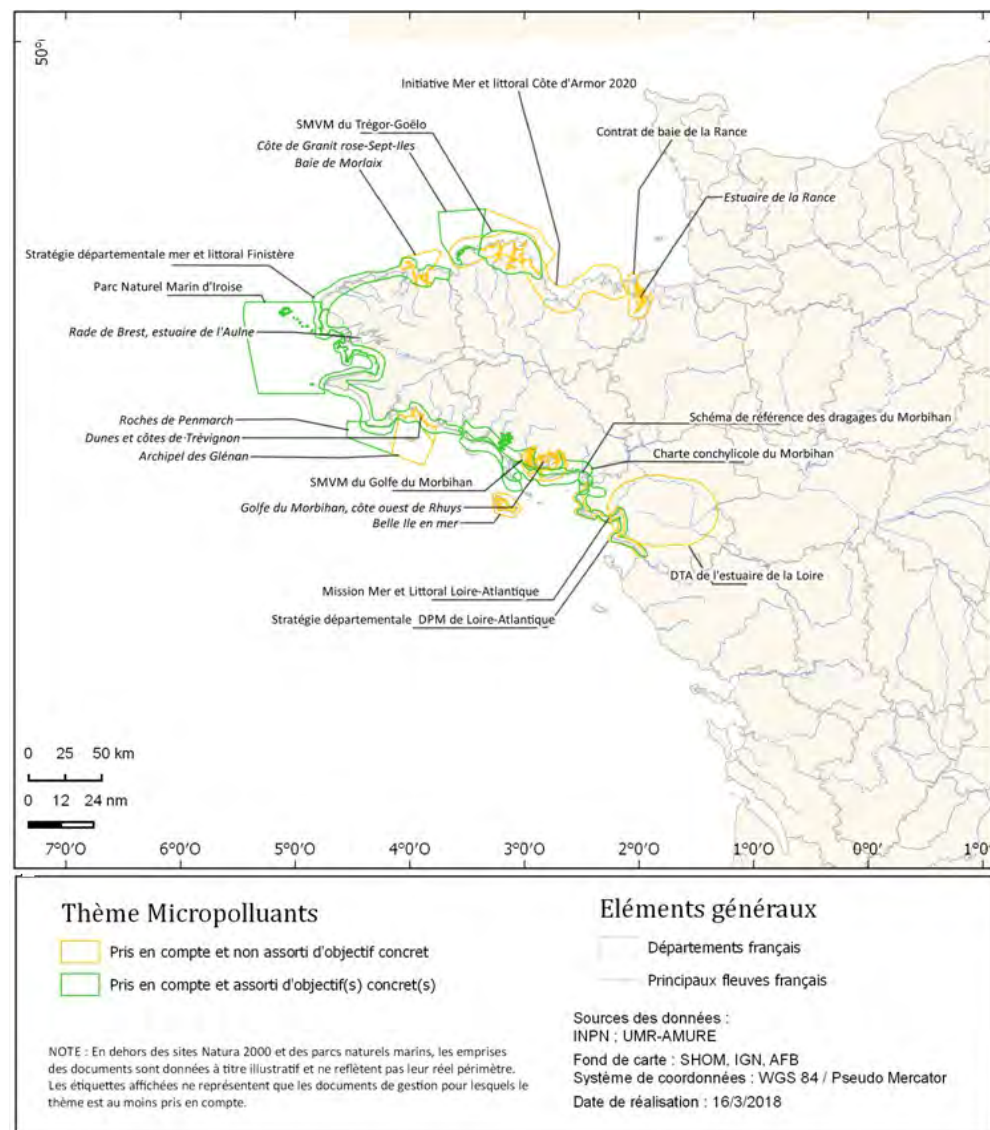 50°
Initiative Mer et littoral Côte d'Armor 2020
SMVM du Trégor-Goëlo
Contrat de baie de la Rance
Côte de Granit rose-Sept-Iles
Baie de Morlaix
Estuaire de la Rance
Stratégie départementale mer et littoral Finistère
Parc Naturel Marin d'Iroise
Rade de Brest, estuaire de l'Aulne
Roches de Penmarch
Schéma de référence des dragages du Morbihan
Dunes et côtes de Trèvignon
Archipel des Glénan
Charte conchylicole du Morbihan
SMVM du Golfe du Morbihan
Golfe du Morbihan, côte ouest de Rhuys
Belle Ile en mer
DTA de l'estuaire de la Loire
Mission Mer et Littoral Loire-Atlantique
Stratégie départementale DPM de Loire-Atlantique
0 25 50 km
0 12 24 nm
7°0'O 6°0'O 5°0'O 4°0'O 3°0'O 2°0'O 1°0'O 0°0' 1°0
Thème Micropolluants
Pris en compte et non assorti d'objectif concret
Pris en compte et assorti d'objectif(s) concret(s)
NOTE : En dehors des sites Natura 2000 et des parcs naturels marins, les emprises
des documents sont données à titre illustratif et ne reflètent pas leur réel périmètre.
Les étiquettes affichées ne représentent que les documents de gestion pour lesquels le
thème est au moins pris en compte.
Eléments généraux
Départements français
Principaux fleuves français
Sources des données :
INPN ; UMR-AMURE
Fond de carte : SHOM, IGN, AFB
Système de coordonnées : WGS 84 / Pseudo Mercator
Date de réalisation : 16/3/2018